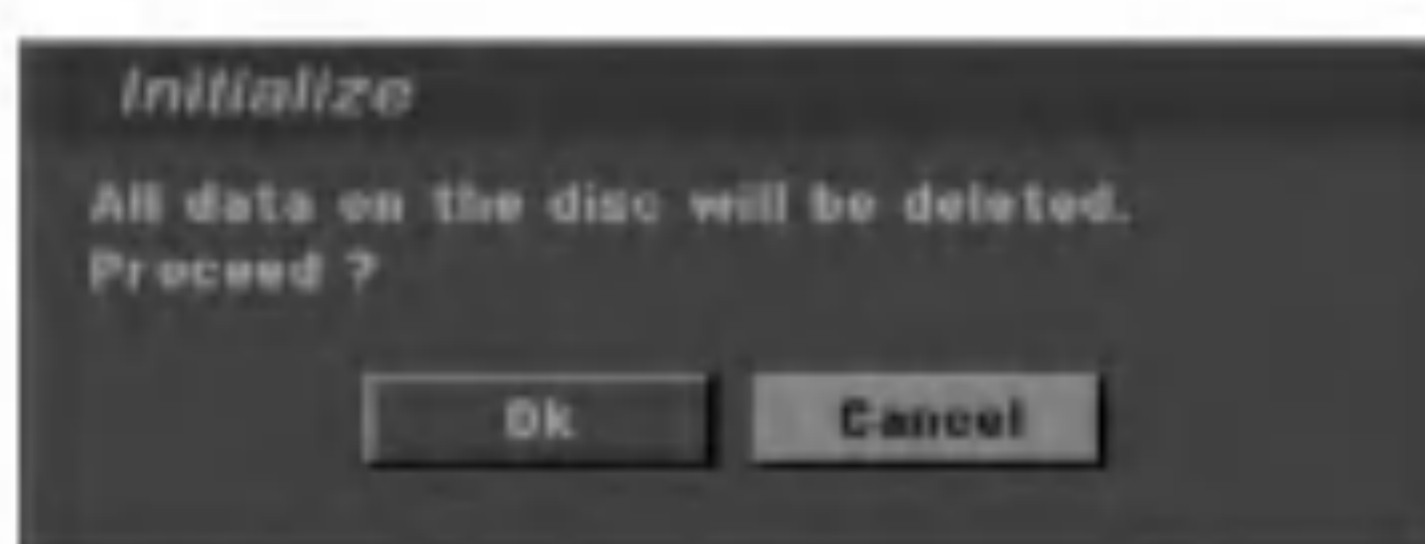 Initialize
All data on the disc will be deleted.
Proceed ?
Ok
Cancel